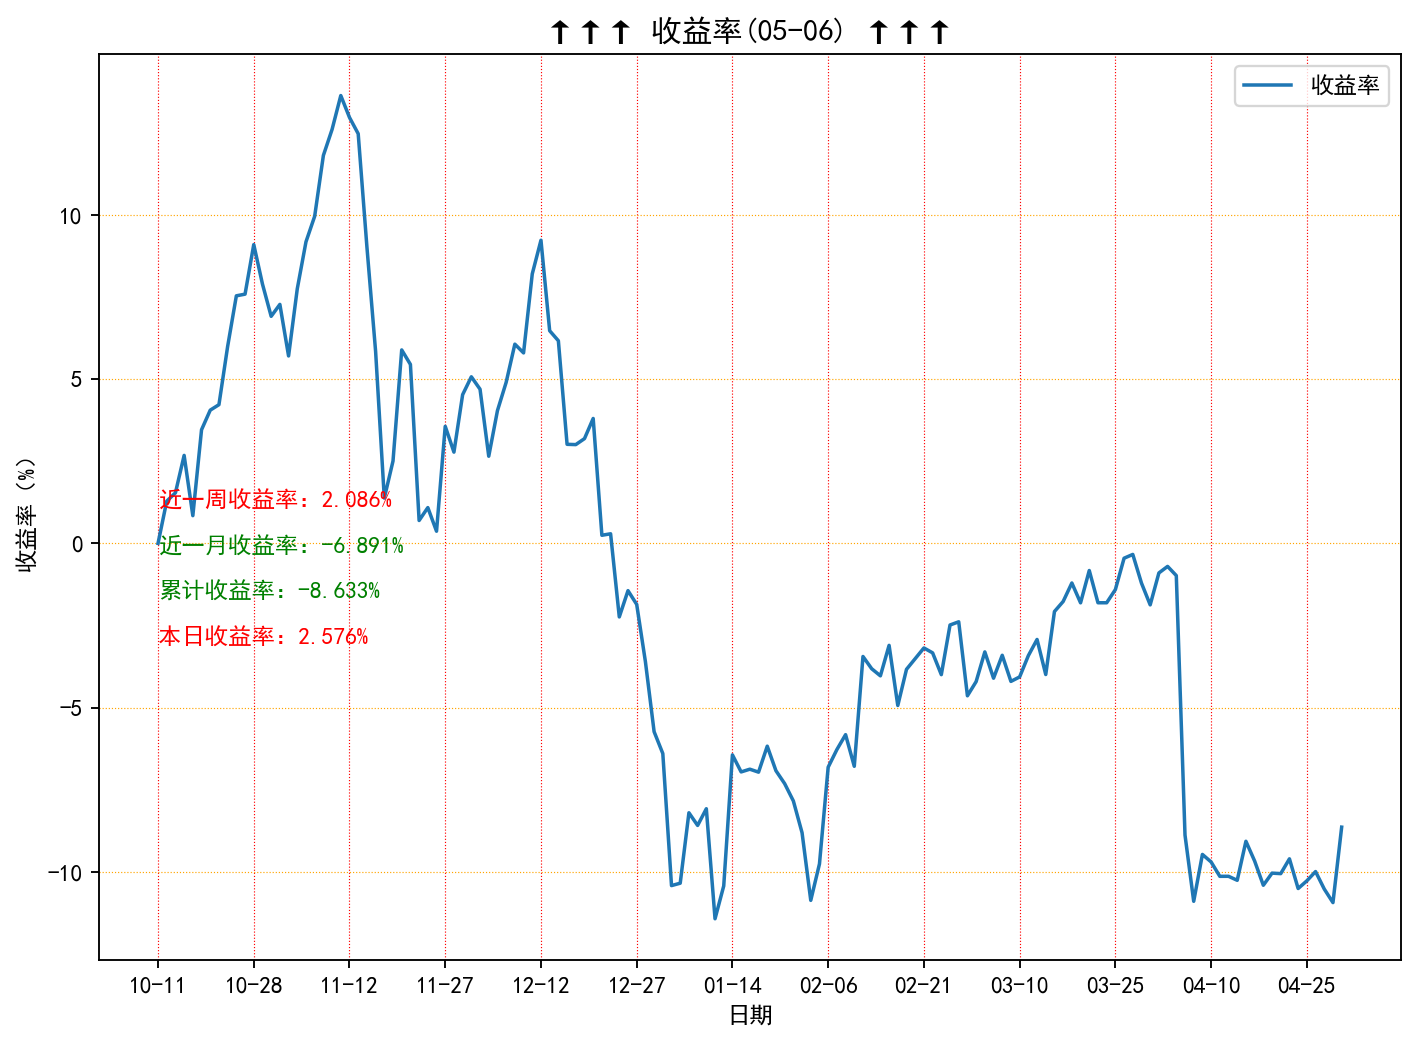 ↑↑↑ 收益率(05-06) ↑↑↑
收益率
收益率 (%)
10
5
0
-5
-10
近一周收益率: 2.086%
近一月收益率: -6.891%
累计收益率: -8.633%
本日收益率: 2.576%
10-11 10-28 11-12 11-27 12-12 12-27 01-14 02-06 02-21 03-10 03-25 04-10 04-25
日期